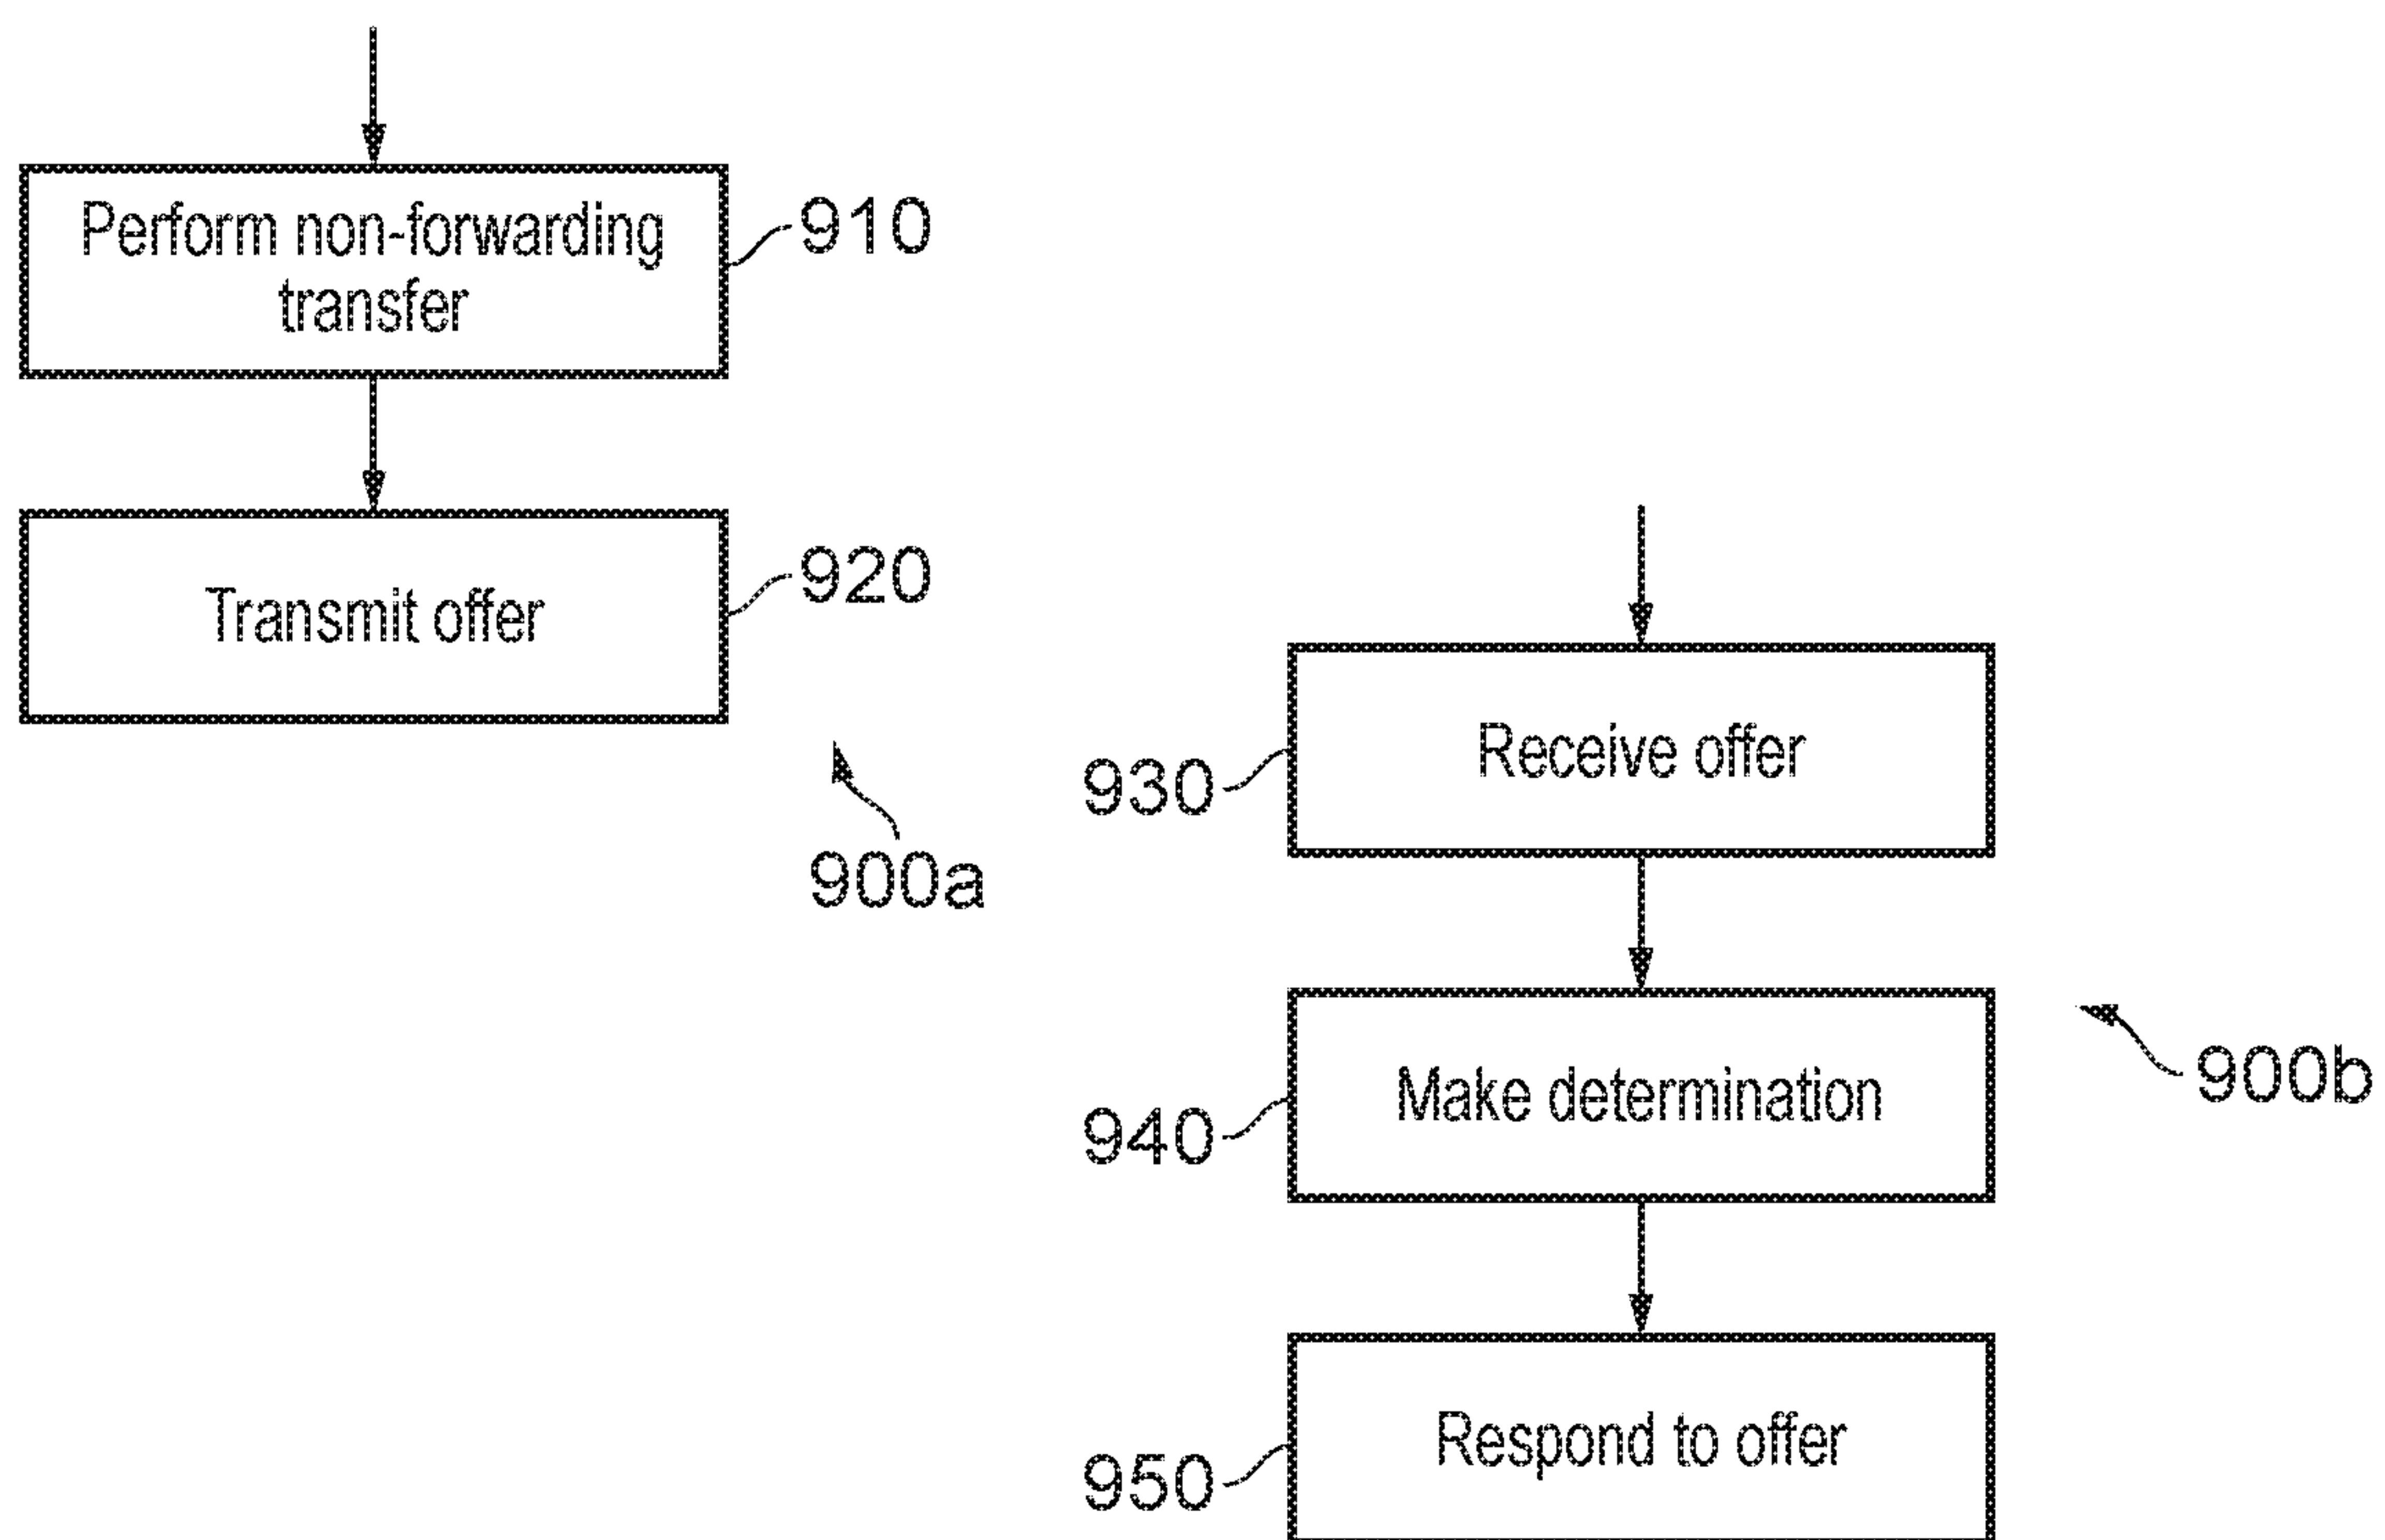 Perform non-forwarding
transfer
910
Transmit offer
920
900a
Receive offer
930
Make determination
940
900b
Respond to offer
950